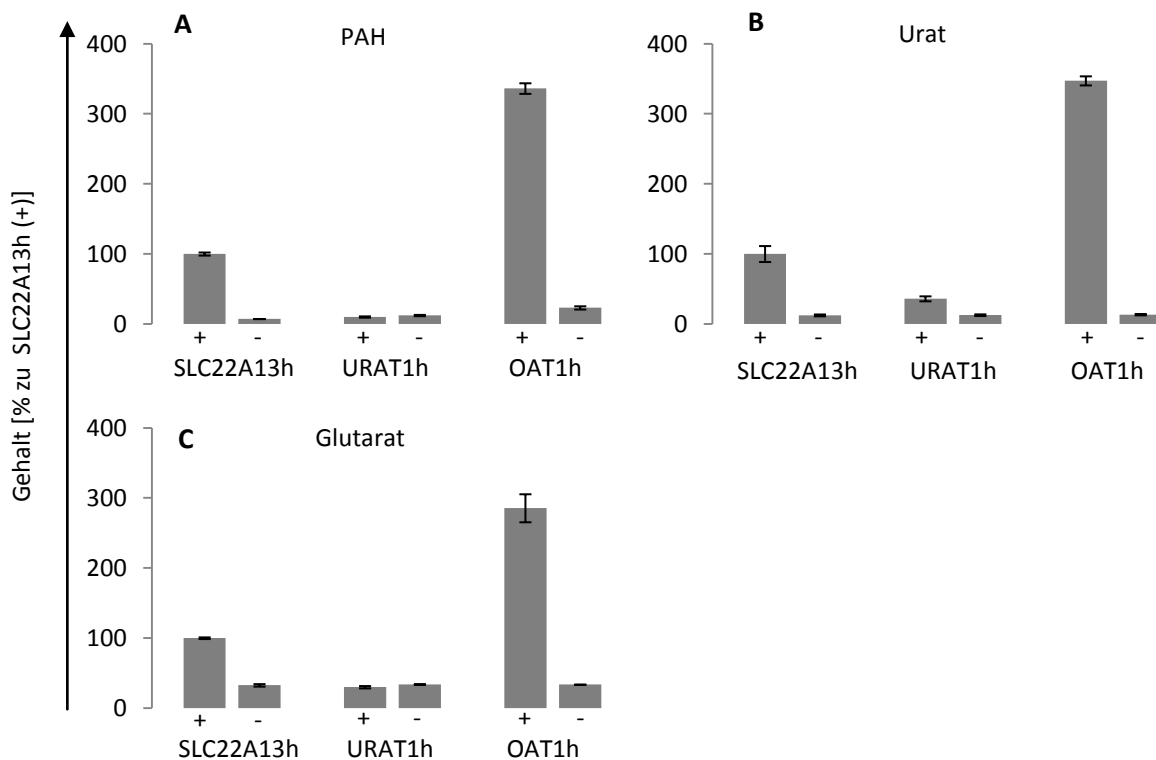 Gehalt [% zu SLC22A13h (+)]
A
PAH
400
300
200
100
0
+ - + - + -
SLC22A13h URAT1h OAT1h
B
Urat
400
300
200
100
0
+ - + - + -
SLC22A13h URAT1h OAT1h
C
Glutarat
400
300
200
100
0
+ - + - + -
SLC22A13h URAT1h OAT1h